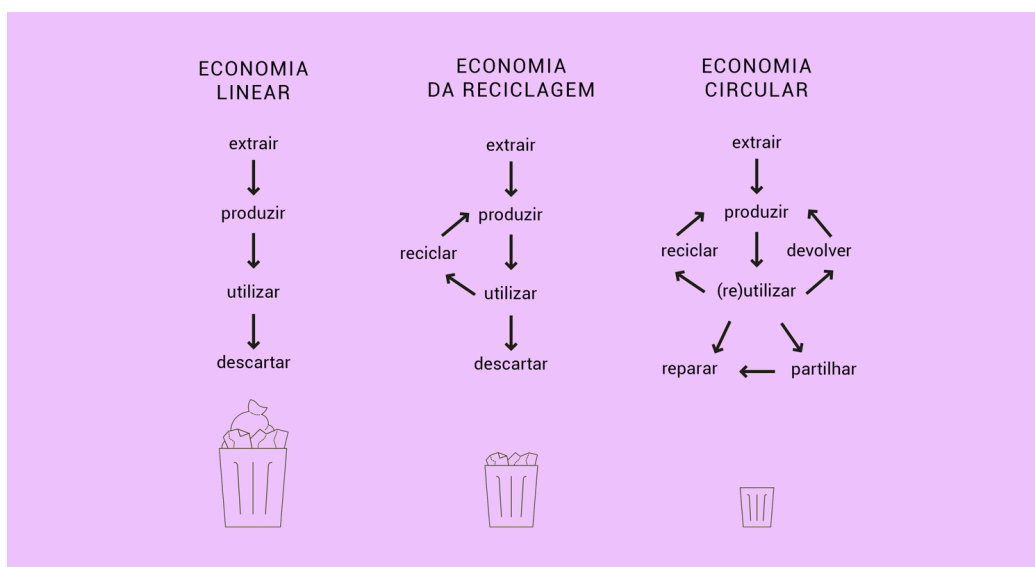 ECONOMIA
LINEAR
extrair
produzir
utilizar
descartar
ECONOMIA
DA RECICLAGEM
extrair
produzir
reciclar
utilizar
descartar
ECONOMIA
CIRCULAR
extrair
produzir
reciclar
devolver
(re)utilizar
reparar
partilhar